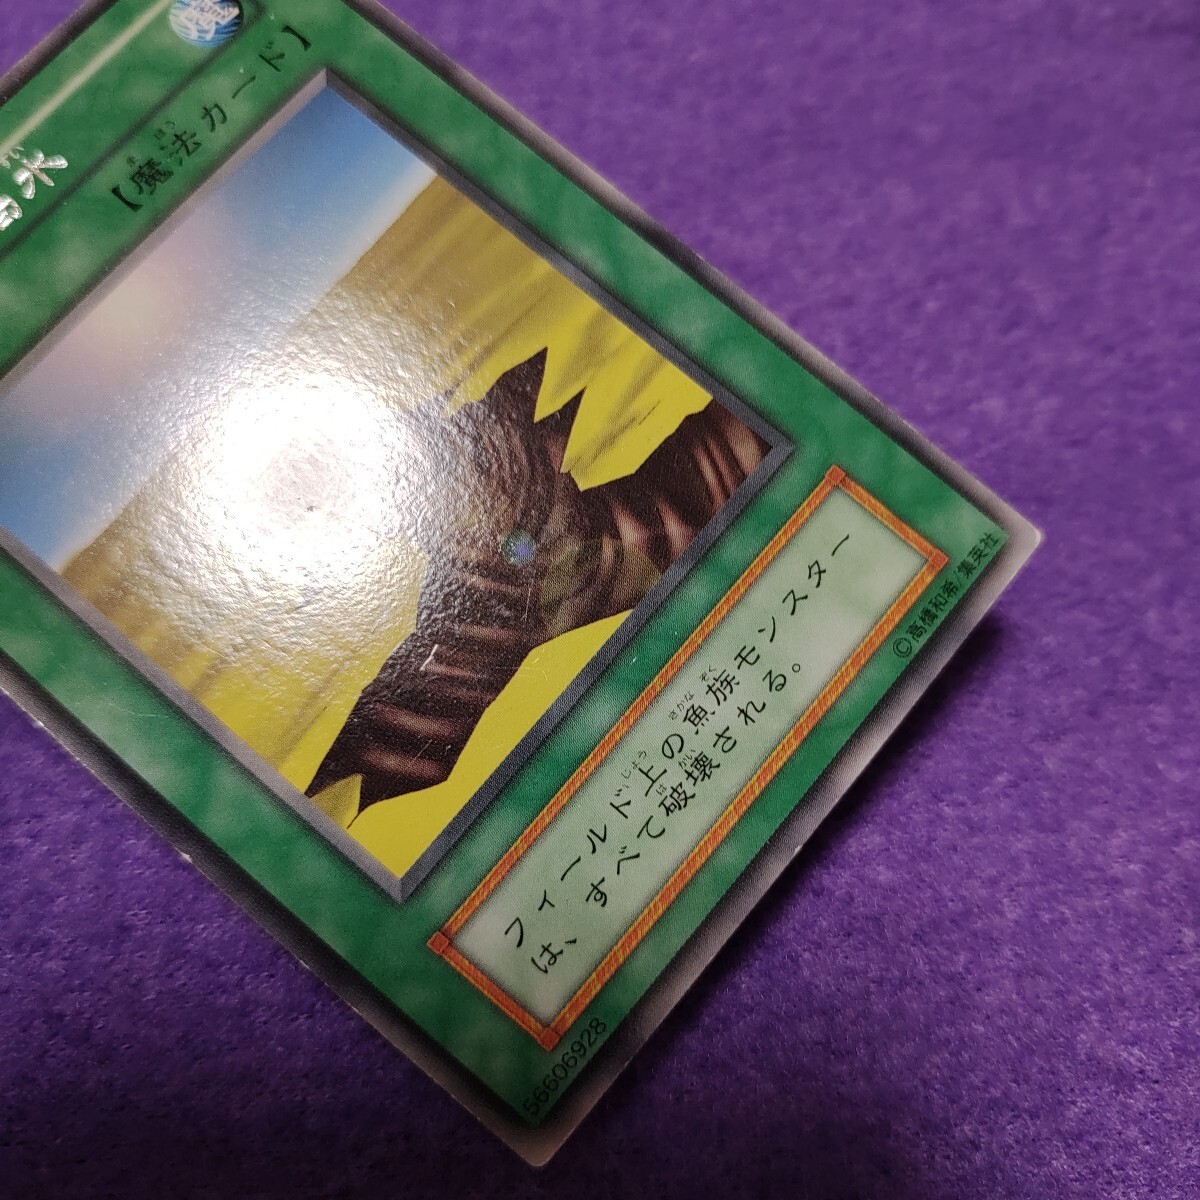 水
【魔法カード】
フィールド上の魚族モンスター
は、すべて破壊される。
56606928
©高橋和希/集英社